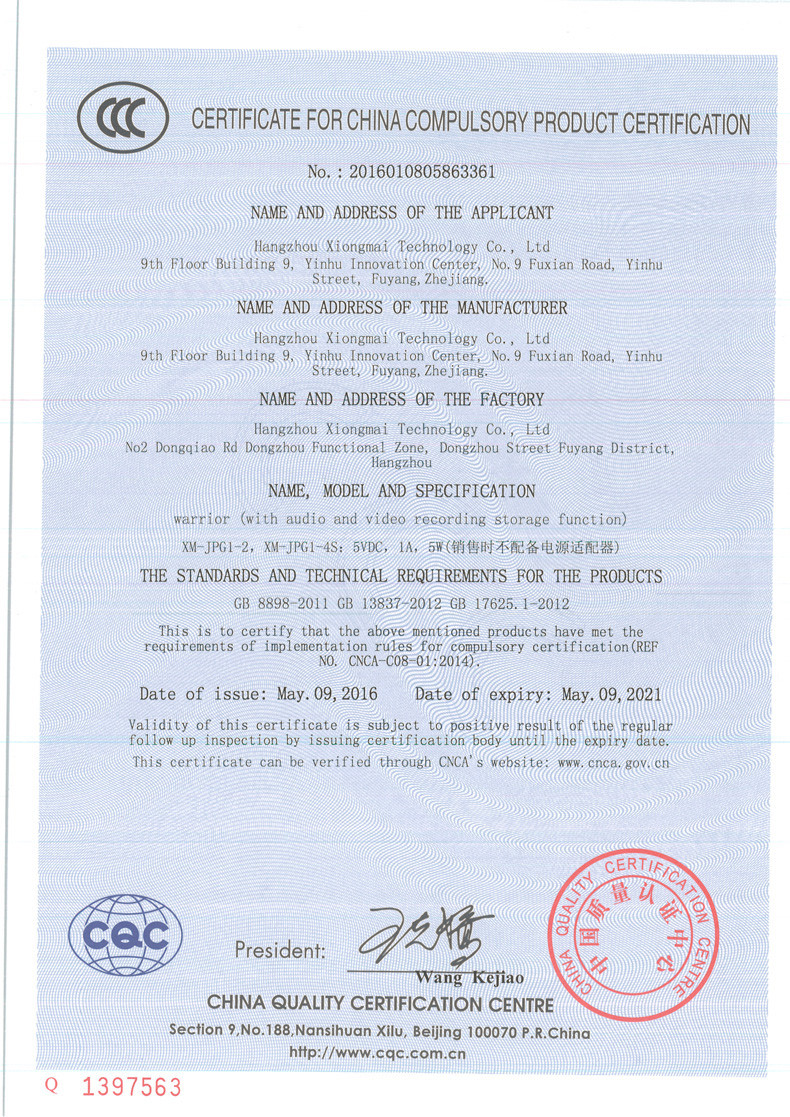 CCC
CERTIFICATE FOR CHINA COMPULSORY PRODUCT CERTIFICATION
No.: 2016010805863361
NAME AND ADDRESS OF THE APPLICANT
Hangzhou Xiongmai Technology Co., Ltd
9th Floor Building 9, Yinhu Innovation Center, No.9 Fuxian Road, Yinhu
Street, Fuyang,Zhejiang.
NAME AND ADDRESS OF THE MANUFACTURER
Hangzhou Xiongmai Technology Co., Ltd
9th Floor Building 9, Yinhu Innovation Center, No.9 Fuxian Road, Yinhu
Street, Fuyang,Zhejiang.
NAME AND ADDRESS OF THE FACTORY
Hangzhou Xiongmai Technology Co., Ltd
No2 Dongqiao Rd Dongzhou Functional Zone, Dongzhou Street Fuyang District,
Hangzhou
NAME, MODEL AND SPECIFICATION
warrior (with audio and video recording storage function)
XM-JPG1-2, XM-JPG1-4S: 5VDC, 1A, 5W(销售时不配备电源适配器)
THE STANDARDS AND TECHNICAL REQUIREMENTS FOR THE PRODUCTS
GB 8898-2011 GB 13837-2012 GB 17625.1-2012
This is to certify that the above mentioned products have met the
requirements of implementation rules for compulsory certification(REF
NO. CNCA-C08-01:2014).
Date of issue: May.09,2016 Date of expiry: May.09,2021
Validity of this certificate is subject to positive result of the regular
follow up inspection by issuing certification body until the expiry date.
This certificate can be verified through CNCA's website: www.cnca.gov.cn
CQC
President:
王克娇
Wang Kejiao
CHINA QUALITY CERTIFICATION CENTRE
中国质量认证中心
CHINA QUALITY CERTIFICATION CENTRE
Section 9,No.188,Nansihuan Xilu, Beijing 100070 P.R.China
http://www.cqc.com.cn
Q 1397563